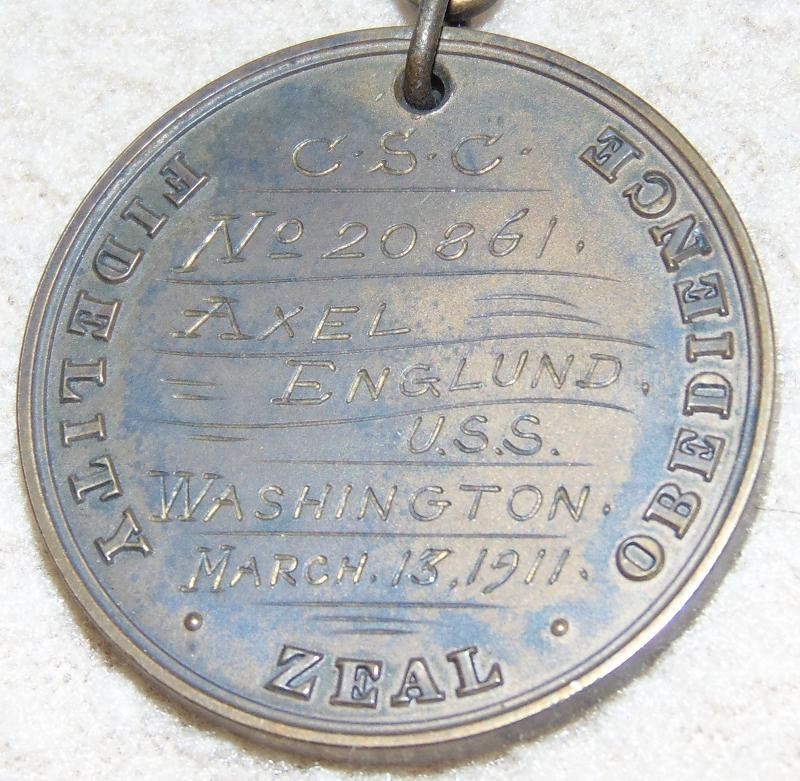 C.S.C.
No 20861.
AXEL
ENGLUND.
U.S.S.
WASHINGTON.
MARCH. 13, 1911.
FIDELITY
ZEAL
OBEDIENCE